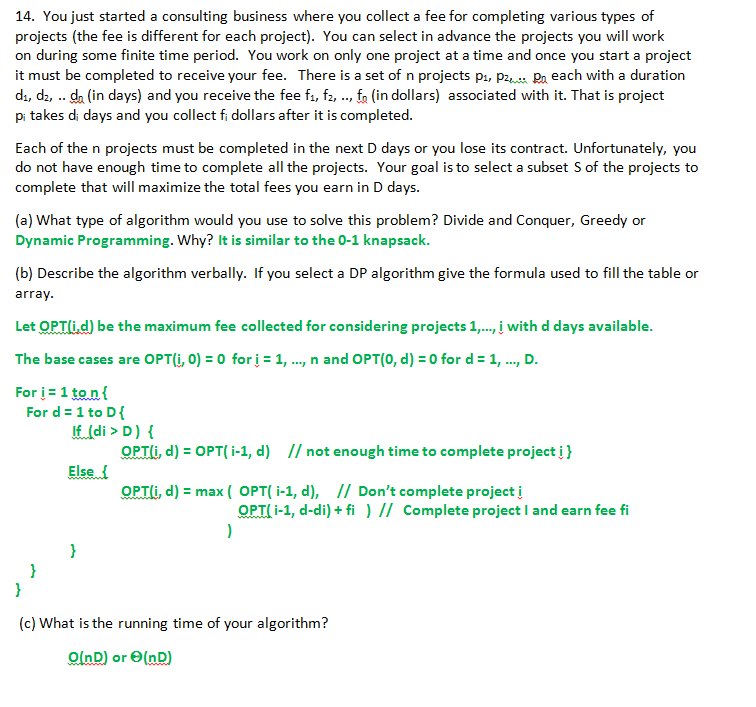 14. You just started a consulting business where you collect a fee for completing various types of
projects (the fee is different for each project). You can select in advance the projects you will work
on during some finite time period. You work on only one project at a time and once you start a project
it must be completed to receive your fee. There is a set of n projects p₁, p₂,.. pₙ each with a duration
d₁, d₂, .. dₙ (in days) and you receive the fee f₁, f₂, .., fₙ (in dollars) associated with it. That is project
pᵢ takes dᵢ days and you collect fᵢ dollars after it is completed.
Each of the n projects must be completed in the next D days or you lose its contract. Unfortunately, you
do not have enough time to complete all the projects. Your goal is to select a subset S of the projects to
complete that will maximize the total fees you earn in D days.
(a) What type of algorithm would you use to solve this problem? Divide and Conquer, Greedy or
Dynamic Programming. Why? It is similar to the 0-1 knapsack.
(b) Describe the algorithm verbally. If you select a DP algorithm give the formula used to fill the table or
array.
Let OPT(i,d) be the maximum fee collected for considering projects 1,..., i with d days available.
The base cases are OPT(i, 0) = 0 for i = 1, ..., n and OPT(0, d) = 0 for d = 1, ..., D.
For i = 1 to n {
For d = 1 to D {
If (di > D) {
OPT(i, d) = OPT( i-1, d) // not enough time to complete project i }
Else {
OPT(i, d) = max ( OPT( i-1, d), // Don't complete project i
OPT( i-1, d-di) + fi ) // Complete project I and earn fee fi
)
}
}
}
(c) What is the running time of your algorithm?
O(nD) or Θ(nD)